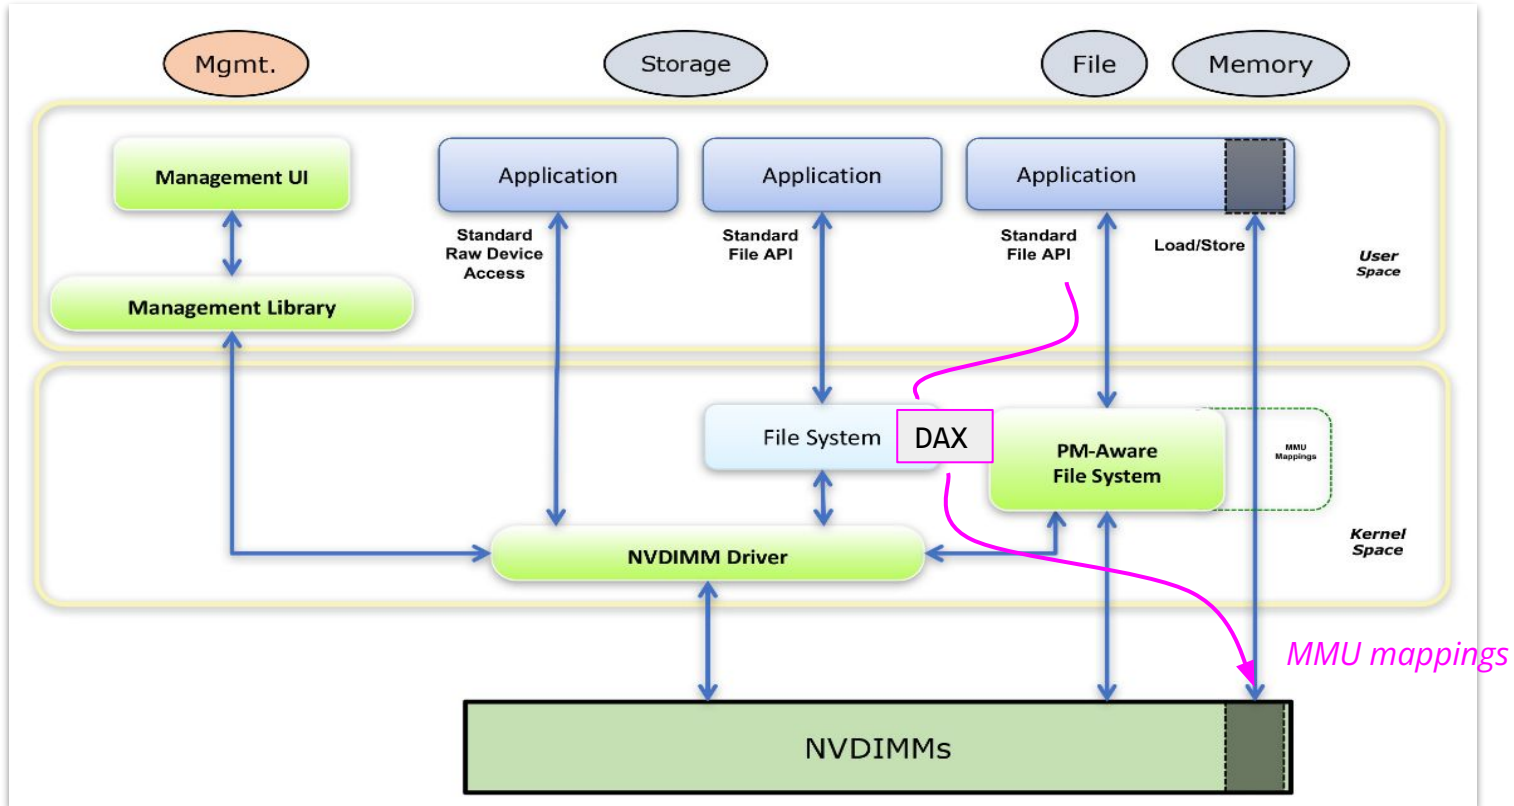 Mgmt.
Storage
File
Memory
Management UI
Application
Application
Application
Standard
Raw Device
Access
Standard
File API
Standard
File API
Load/Store
User
Space
Management Library
File System
DAX
PM-Aware
File System
MMU
Mappings
Kernel
Space
NVDIMM Driver
MMU mappings
NVDIMMs